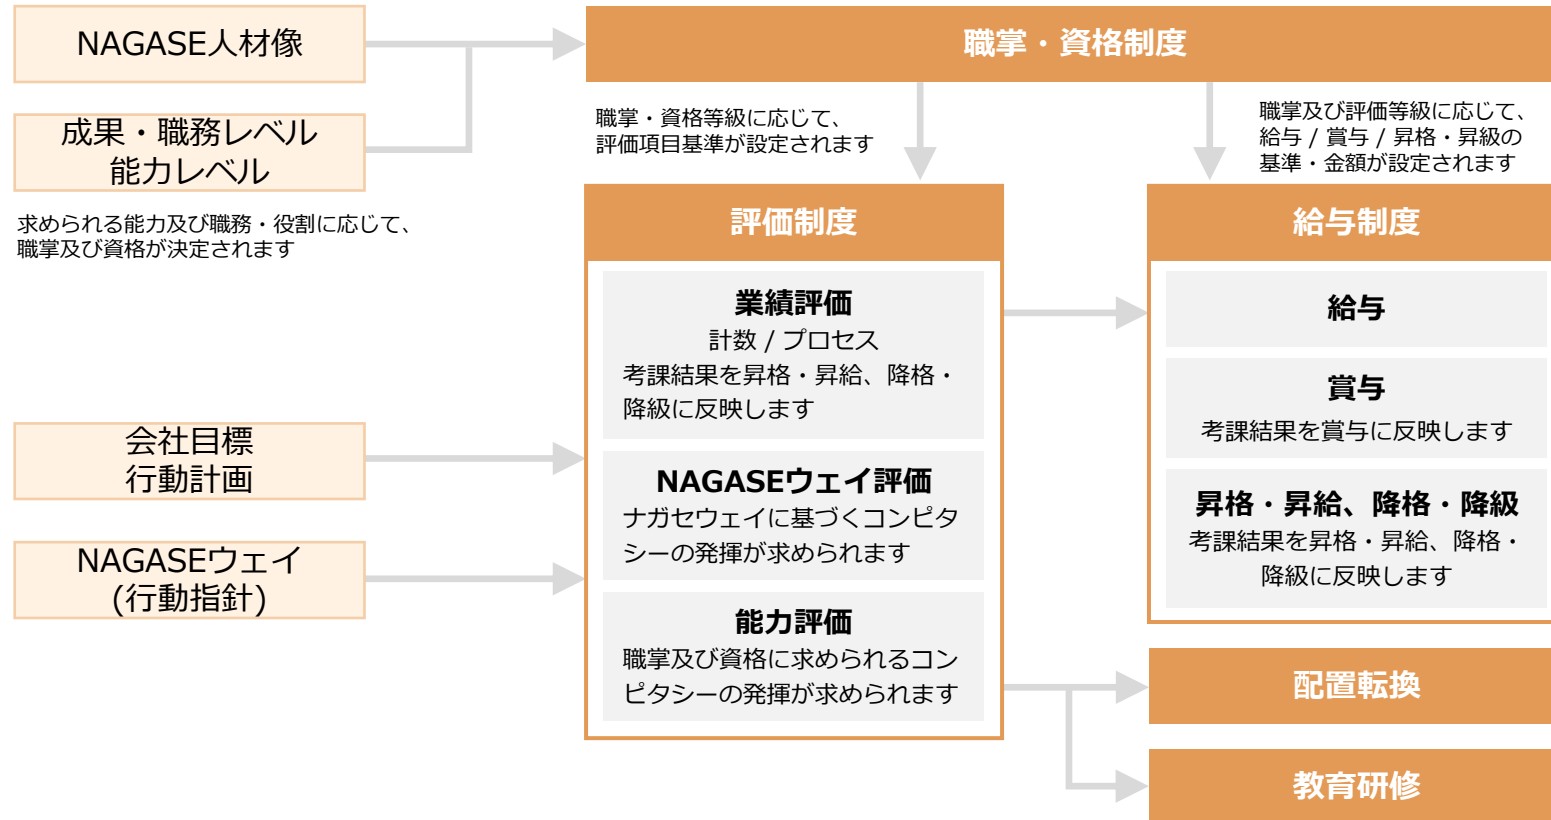 NAGASE人材像
職掌・資格制度
成果・職務レベル
能力レベル
職掌・資格等級に応じて、
評価項目基準が設定されます
職掌及び評価等級に応じて、
給与 / 賞与 / 昇格・昇級の
基準・金額が設定されます
求められる能力及び職務・役割に応じて、
職掌及び資格が決定されます
評価制度
業績評価
計数 / プロセス
考課結果を昇格・昇給、降格・
降級に反映します
NAGASEウェイ評価
ナガセウェイに基づくコンピタ
シーの発揮が求められます
能力評価
職掌及び資格に求められるコン
ピタシーの発揮が求められます
会社目標
行動計画
NAGASEウェイ
(行動指針)
給与制度
給与
賞与
考課結果を賞与に反映します
昇格・昇給、降格・降級
考課結果を昇格・昇給、降格・
降級に反映します
配置転換
教育研修